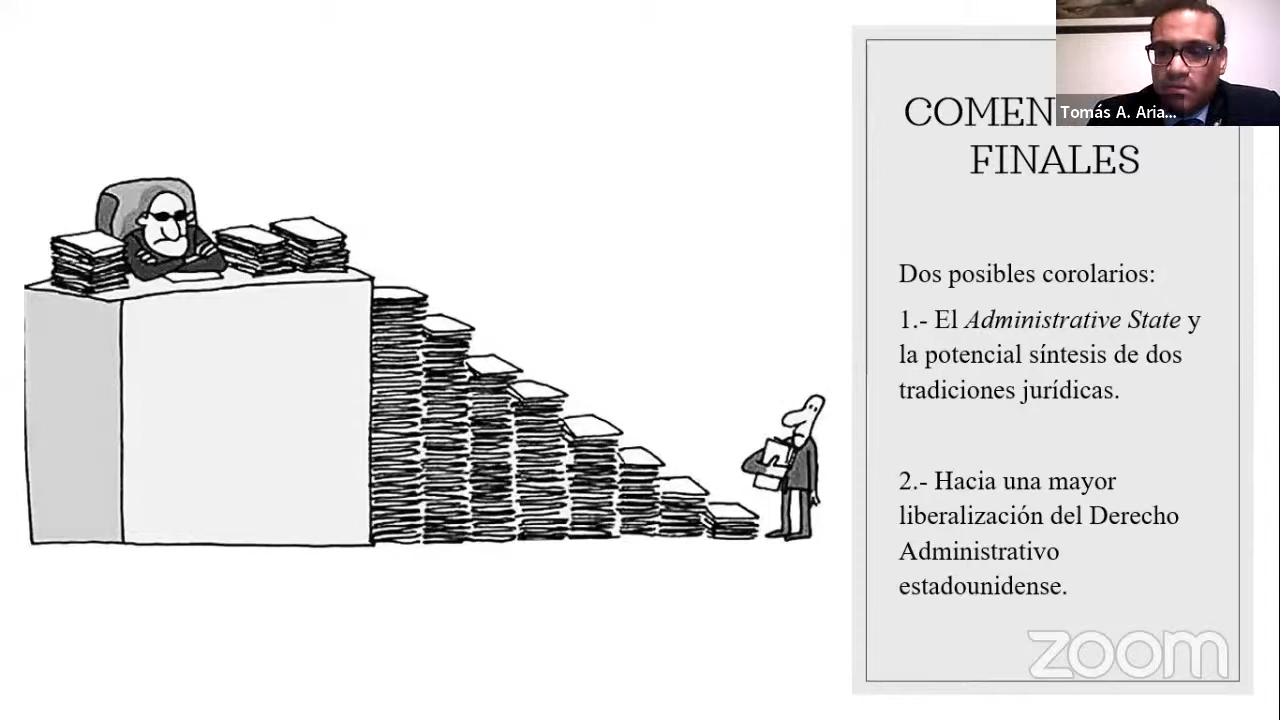 COMEN
FINALES
Tomás A. Aria...
Dos posibles corolarios:
1.- El Administrative State y
la potencial síntesis de dos
tradiciones jurídicas.
2.- Hacia una mayor
liberalización del Derecho
Administrativo
estadounidense.
zoom